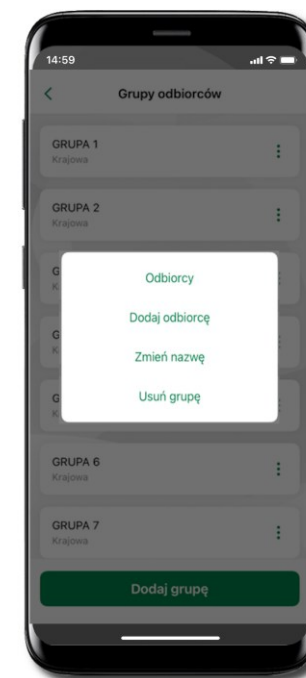 14:59
Grupy odbiorców
GRUPA 1
Krajowa
GRUPA 2
Krajowa
G
K
Odbiorcy
Dodaj odbiorcę
G
K
Zmień nazwę
Usuń grupę
G
K
GRUPA 6
Krajowa
GRUPA 7
Krajowa
Dodaj grupę